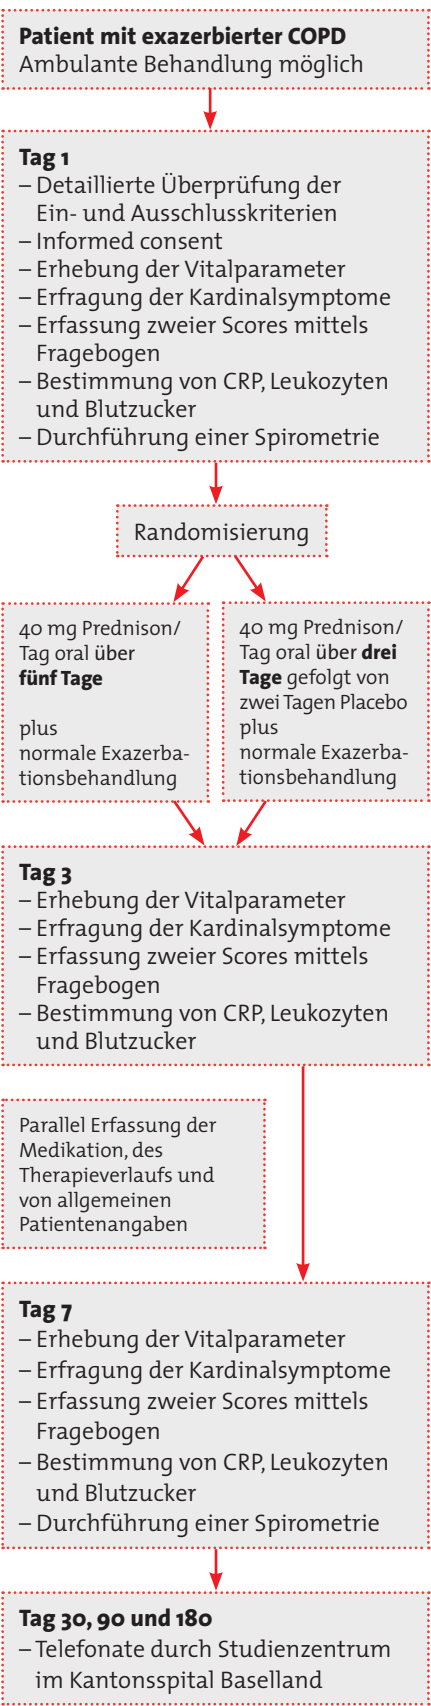 Patient mit exazerbierter COPD
Ambulante Behandlung möglich
Tag 1
– Detaillierte Überprüfung der
Ein- und Ausschlusskriterien
– Informed consent
– Erhebung der Vitalparameter
– Erfragung der Kardinalsymptome
– Erfassung zweier Scores mittels
Fragebogen
– Bestimmung von CRP, Leukozyten
und Blutzucker
– Durchführung einer Spirometrie
Randomisierung
40 mg Prednison/
Tag oral über
fünf Tage
plus
normale Exazerba-
tionsbehandlung
40 mg Prednison/
Tag oral über drei
Tage gefolgt von
zwei Tagen Placebo
plus
normale Exazerba-
tionsbehandlung
Tag 3
– Erhebung der Vitalparameter
– Erfragung der Kardinalsymptome
– Erfassung zweier Scores mittels
Fragebogen
– Bestimmung von CRP, Leukozyten
und Blutzucker
Parallel Erfassung der
Medikation, des
Therapieverlaufs und
von allgemeinen
Patientenangaben
Tag 7
– Erhebung der Vitalparameter
– Erfragung der Kardinalsymptome
– Erfassung zweier Scores mittels
Fragebogen
– Bestimmung von CRP, Leukozyten
und Blutzucker
– Durchführung einer Spirometrie
Tag 30, 90 und 180
– Telefonate durch Studienzentrum
im Kantonsspital Baselland